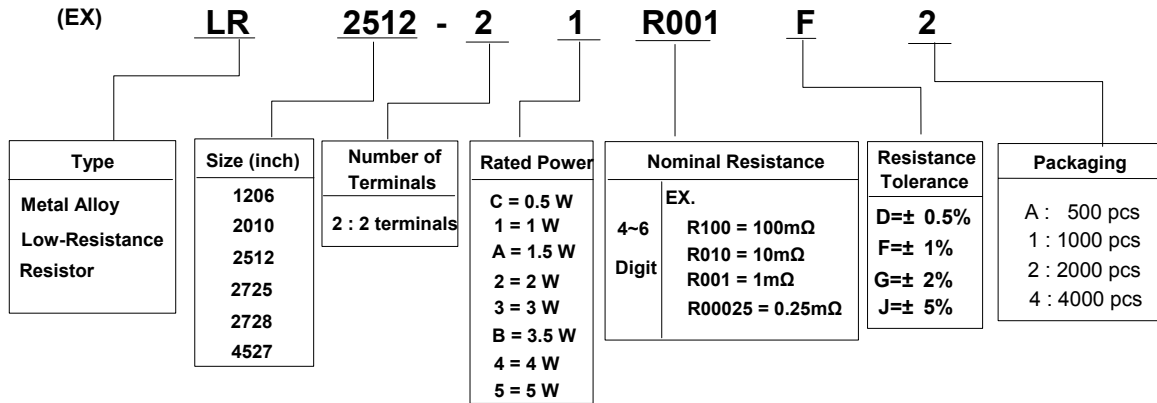 (EX) LR 2512 - 2 1 R001 F 2
Type
Metal Alloy
Low-Resistance
Resistor
Size (inch)
1206
2010
2512
2725
2728
4527
Number of
Terminals
2 : 2 terminals
Rated Power
C = 0.5 W
1 = 1 W
A = 1.5 W
2 = 2 W
3 = 3 W
B = 3.5 W
4 = 4 W
5 = 5 W
Nominal Resistance
4~6
Digit
EX.
R100 = 100mΩ
R010 = 10mΩ
R001 = 1mΩ
R00025 = 0.25mΩ
Resistance
Tolerance
D=± 0.5%
F=± 1%
G=± 2%
J=± 5%
Packaging
A : 500 pcs
1 : 1000 pcs
2 : 2000 pcs
4 : 4000 pcs